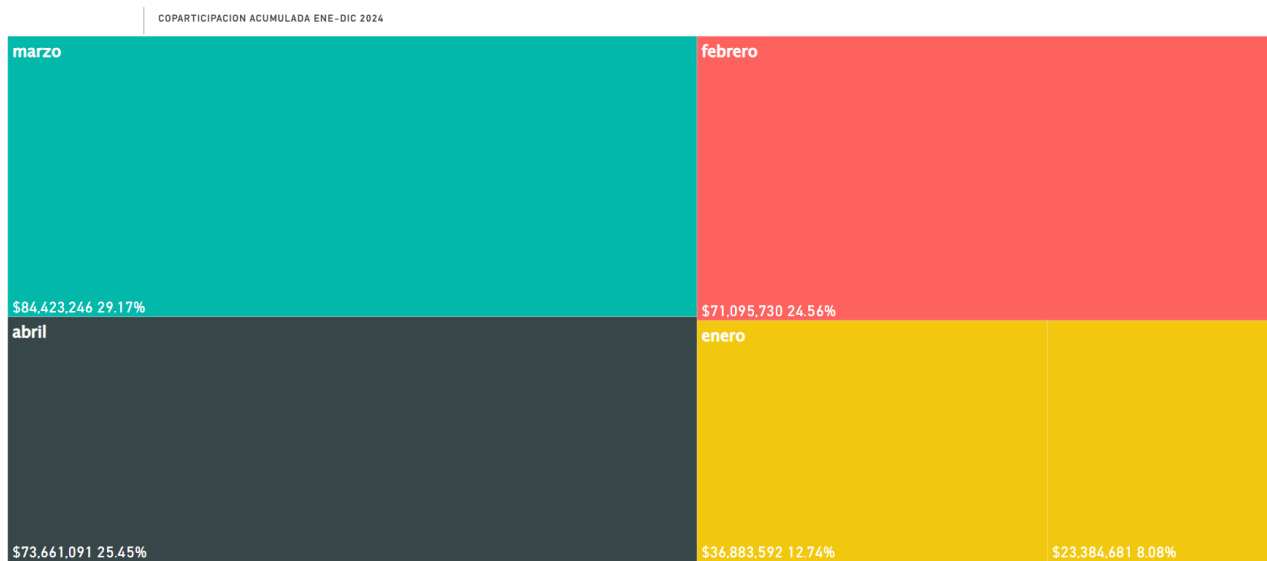 COPARTICIPACION ACUMULADA ENE-DIC 2024
marzo
$84,423,246 29.17%
febrero
$71,095,730 24.56%
abril
$73,661,091 25.45%
enero
$36,883,592 12.74%
$23,384,681 8.08%